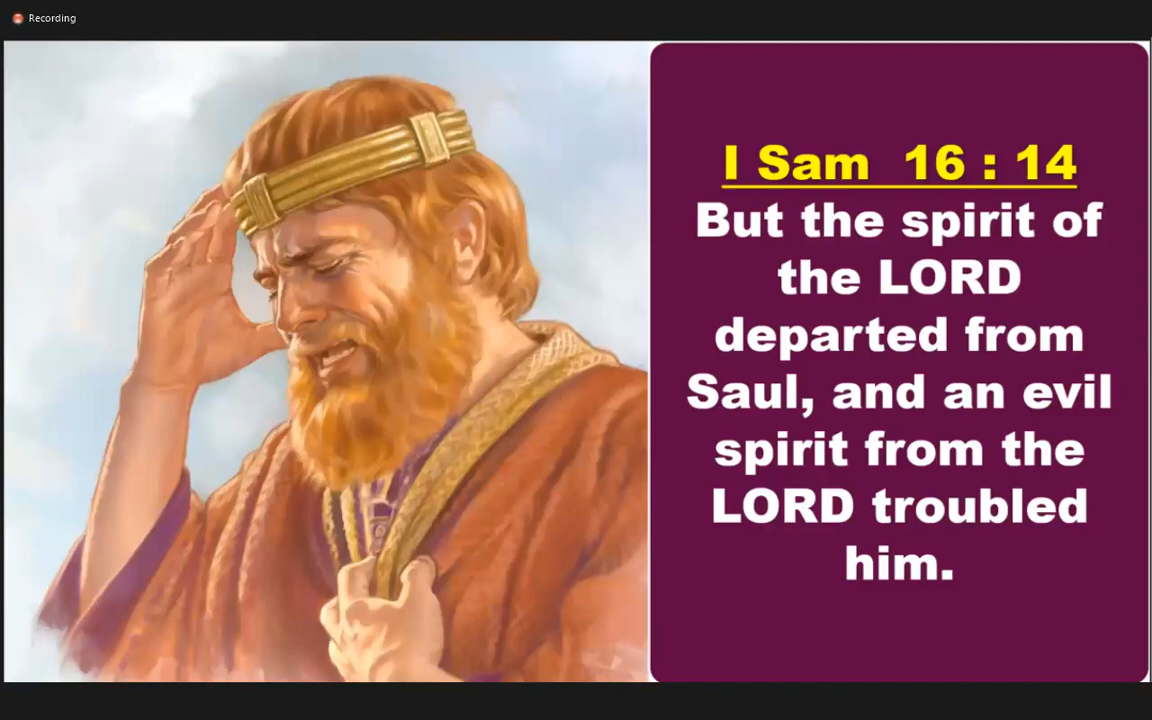 Recording
I Sam 16 : 14
But the spirit of
the LORD
departed from
Saul, and an evil
spirit from the
LORD troubled
him.